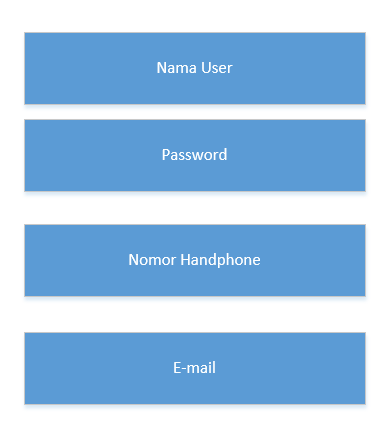 Nama User
Password
Nomor Handphone
E-mail